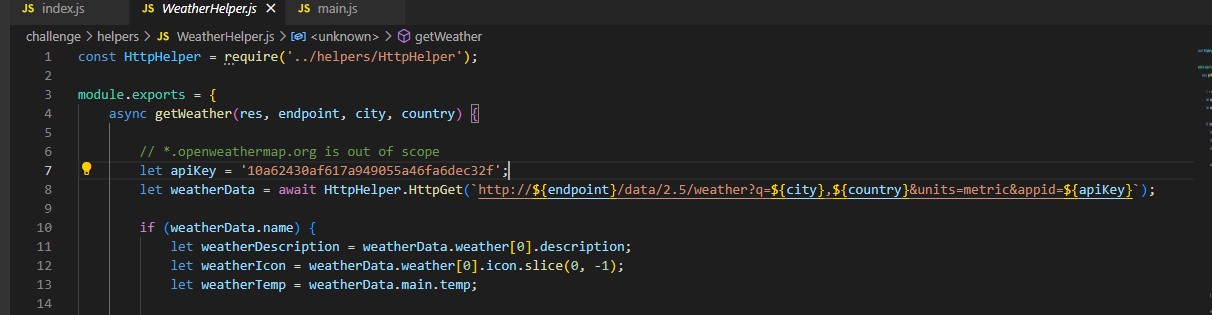 JS index.js JS WeatherHelper.js X JS main.js
challenge > helpers > JS WeatherHelper.js > <unknown> > getWeather
1 const HttpHelper = require('../helpers/HttpHelper');
2
3 module.exports = {
4 async getWeather(res, endpoint, city, country) {
5
6 // *.openweathermap.org is out of scope
7 let apiKey = '10a62430af617a949055a46fa6dec32f';
8 let weatherData = await HttpHelper.HttpGet(`http://${endpoint}/data/2.5/weather?q=${city},${country}&units=metric&appid=${apiKey}`);
9
10 if (weatherData.name) {
11 let weatherDescription = weatherData.weather[0].description;
12 let weatherIcon = weatherData.weather[0].icon.slice(0, -1);
13 let weatherTemp = weatherData.main.temp;
14